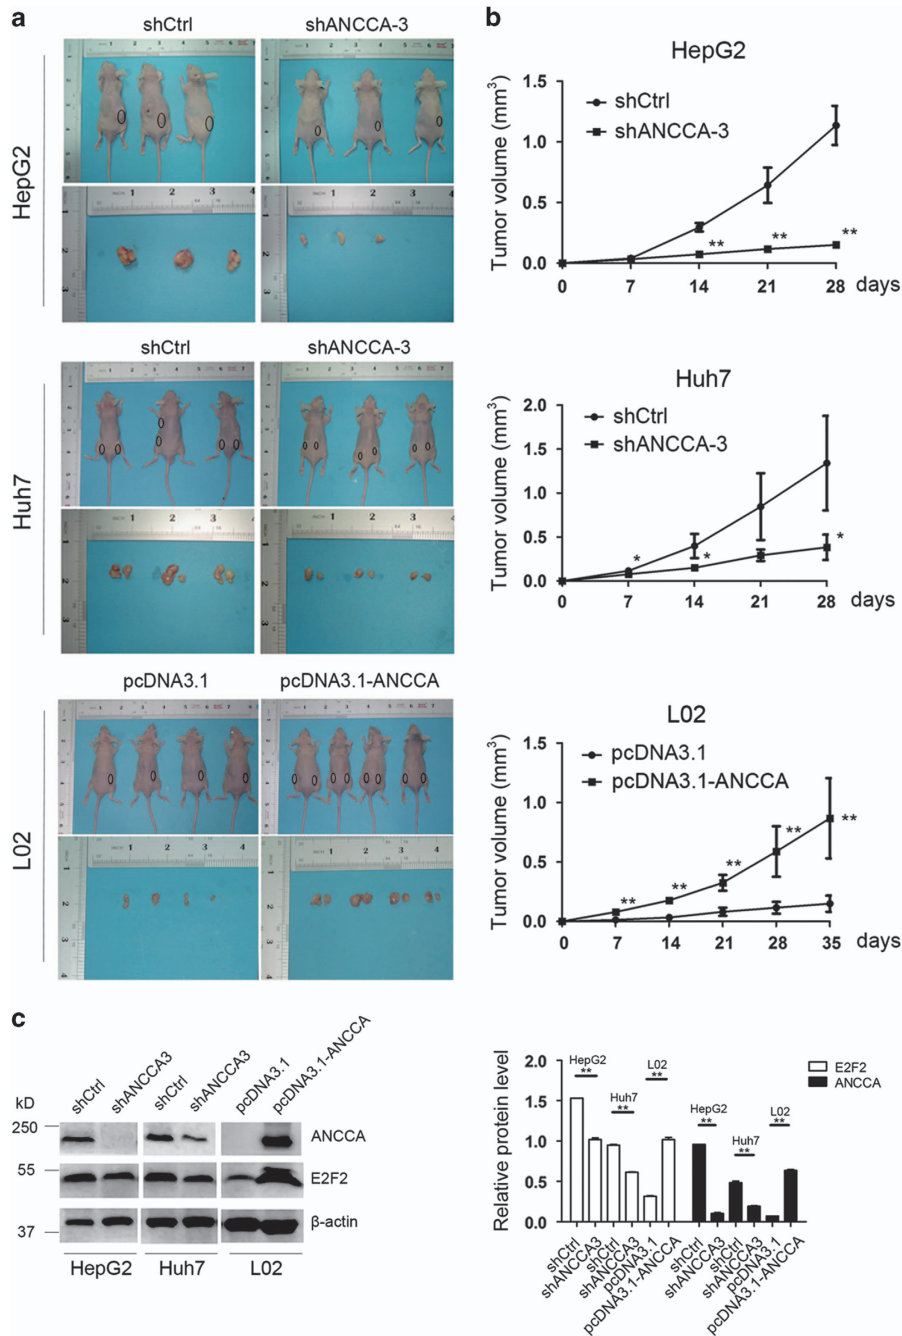 a
shCtrl shANCCA-3
HepG2
shCtrl shANCCA-3
Huh7
pcDNA3.1 pcDNA3.1-ANCCA
L02
b
HepG2
Tumor volume (mm³)
1.5
1.0
0.5
0.0
shCtrl
shANCCA-3
**
**
**
0 7 14 21 28 days
Huh7
Tumor volume (mm³)
2.0
1.5
1.0
0.5
0.0
shCtrl
shANCCA-3
*
*
*
0 7 14 21 28 days
L02
Tumor volume (mm³)
1.5
1.0
0.5
0.0
pcDNA3.1
pcDNA3.1-ANCCA
**
**
**
**
**
0 7 14 21 28 35 days
c
kD
shCtrl
shANCCA3
shCtrl
shANCCA3
pcDNA3.1
pcDNA3.1-ANCCA
250
ANCCA
55
E2F2
37
β-actin
HepG2 Huh7 L02
Relative protein level
2.0
1.5
1.0
0.5
0.0
HepG2
**
Huh7
**
L02
**
HepG2
**
Huh7
**
L02
**
E2F2
ANCCA
shCtrl
shANCCA3
shCtrl
shANCCA3
pcDNA3.1
pcDNA3.1-ANCCA
shCtrl
shANCCA3
shCtrl
shANCCA3
pcDNA3.1
pcDNA3.1-ANCCA